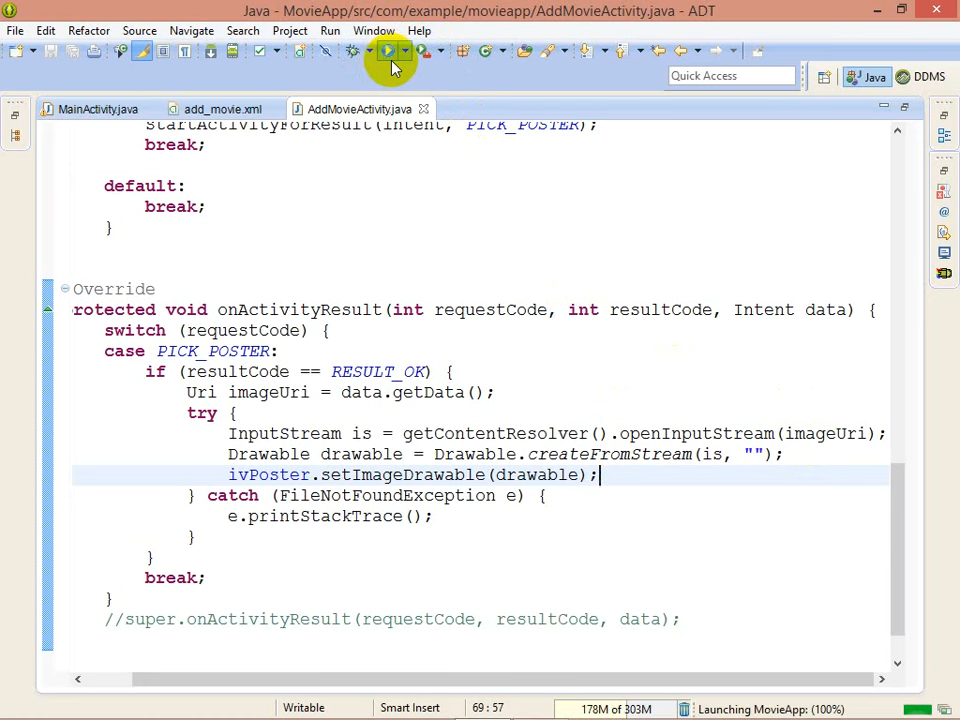 Java - MovieApp/src/com/example/movieapp/AddMovieActivity.java - ADT
File Edit Refactor Source Navigate Search Project Run Window Help
Quick Access
Java
DDMS
MainActivity.java
add_movie.xml
AddMovieActivity.java
startActivityForResult(intent, PICK_POSTER);
break;
default:
break;
}
Override
rotected void onActivityResult(int requestCode, int resultCode, Intent data) {
switch (requestCode) {
case PICK_POSTER:
if (resultCode == RESULT_OK) {
Uri imageUri = data.getData();
try {
InputStream is = getContentResolver().openInputStream(imageUri);
Drawable drawable = Drawable.createFromStream(is, "");
ivPoster.setImageDrawable(drawable);
} catch (FileNotFoundException e) {
e.printStackTrace();
}
}
break;
}
//super.onActivityResult(requestCode, resultCode, data);
Writable
Smart Insert
69 : 57
178M of 303M
Launching MovieApp: (100%)